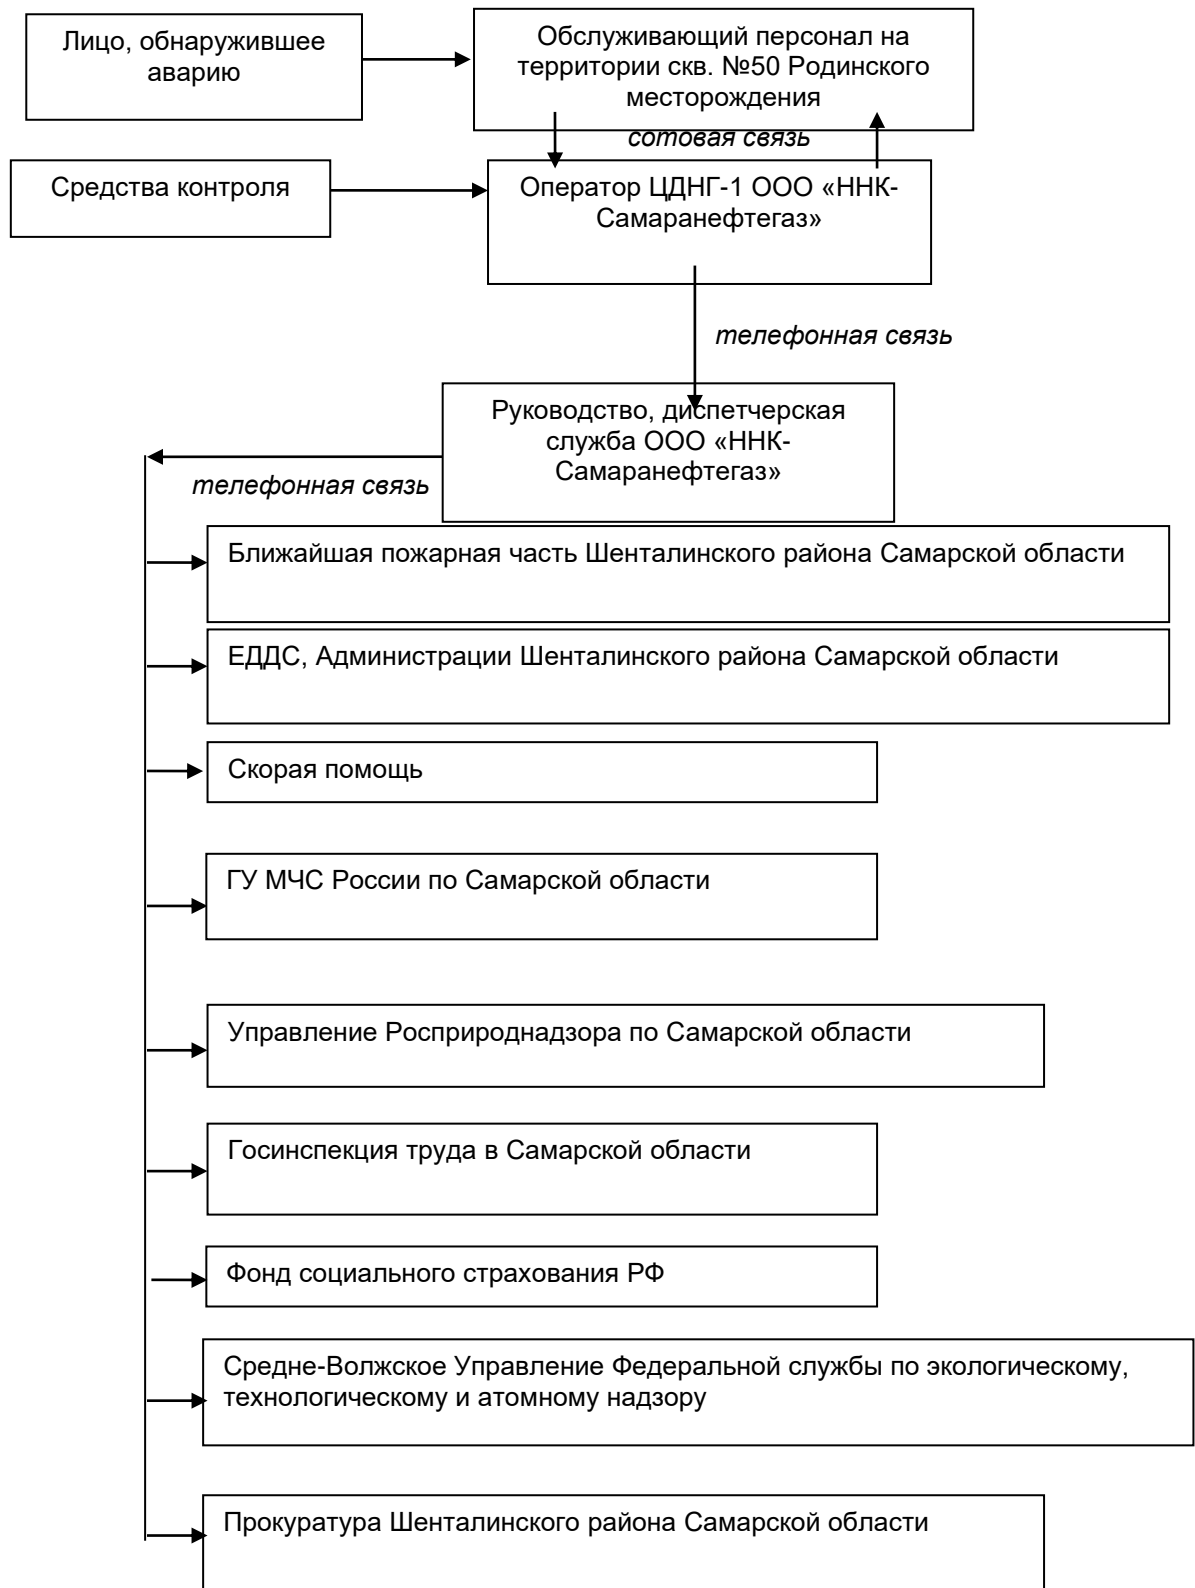 Лицо, обнаружившее
аварию
Обслуживающий персонал на
территории скв. №50 Родинского
месторождения
сотовая связь
Средства контроля
Оператор ЦДНГ-1 ООО «ННК-
Самаранефтегаз»
телефонная связь
Руководство, диспетчерская
служба ООО «ННК-
Самаранефтегаз»
телефонная связь
Ближайшая пожарная часть Шенталинского района Самарской области
ЕДДС, Администрации Шенталинского района Самарской области
Скорая помощь
ГУ МЧС России по Самарской области
Управление Росприроднадзора по Самарской области
Госинспекция труда в Самарской области
Фонд социального страхования РФ
Средне-Волжское Управление Федеральной службы по экологическому,
технологическому и атомному надзору
Прокуратура Шенталинского района Самарской области